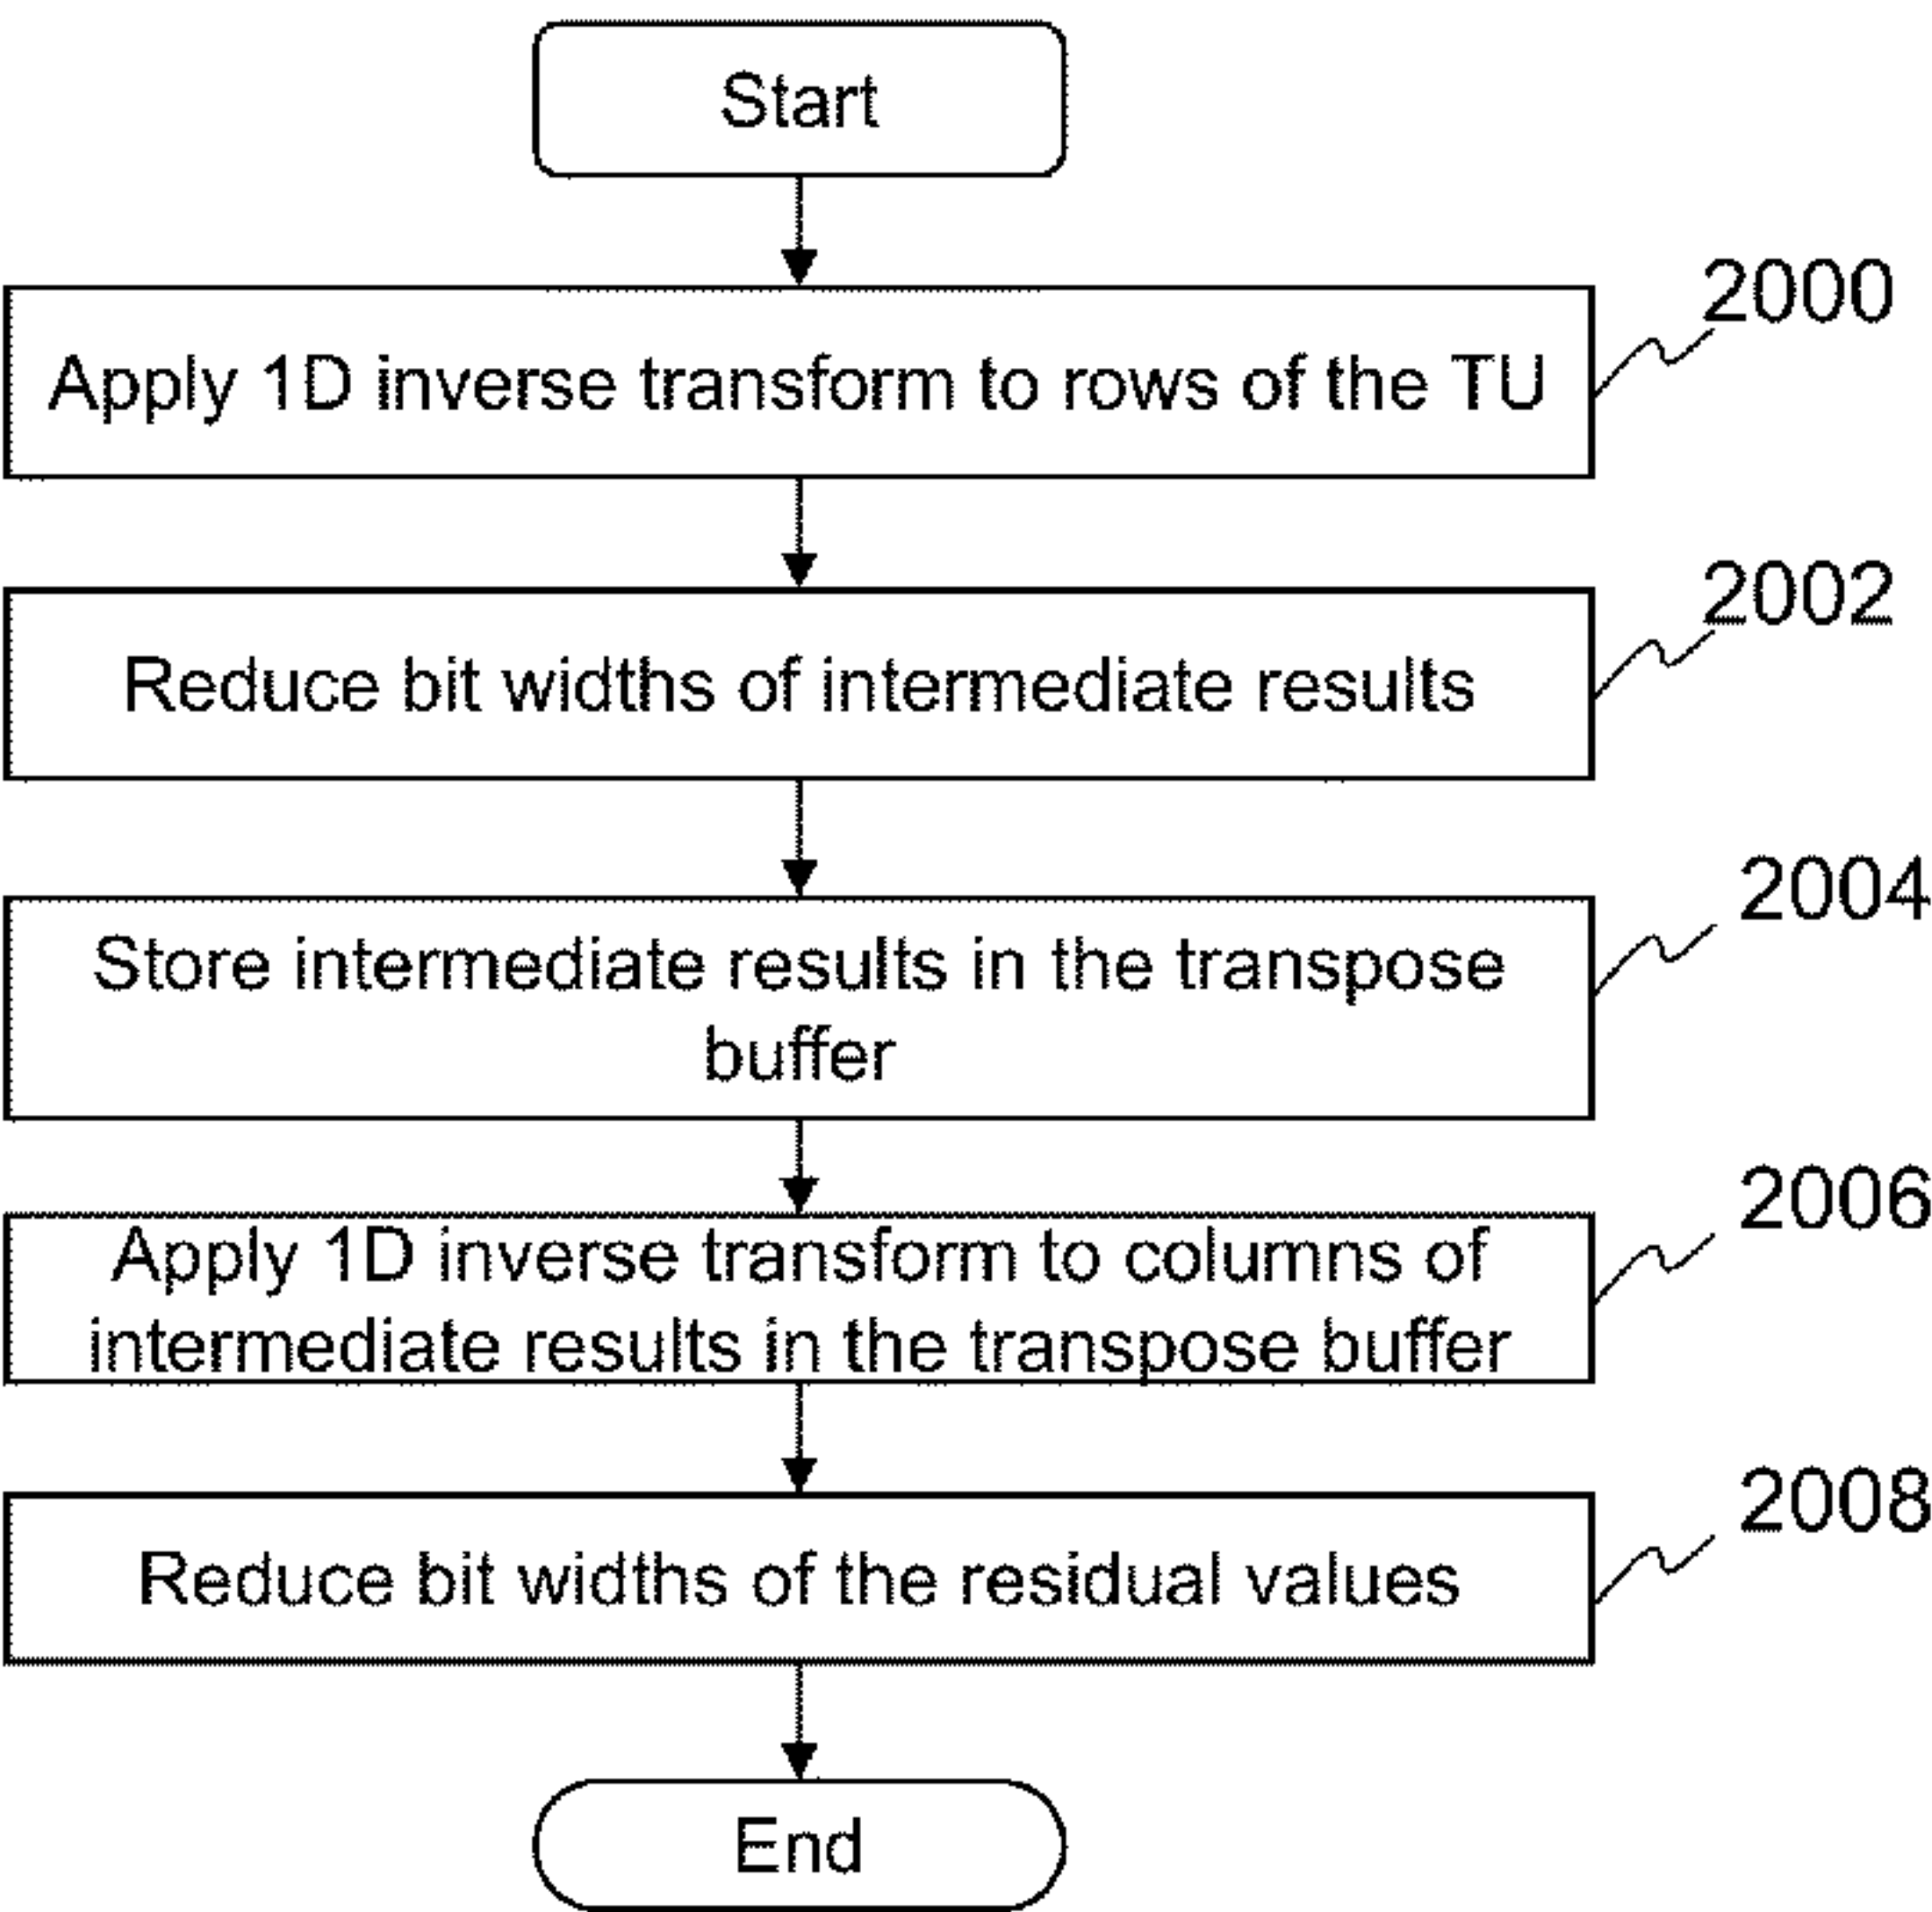 Start
2000
Apply 1D inverse transform to rows of the TU
2002
Reduce bit widths of intermediate results
2004
Store intermediate results in the transpose
buffer
2006
Apply 1D inverse transform to columns of
intermediate results in the transpose buffer
2008
Reduce bit widths of the residual values
End